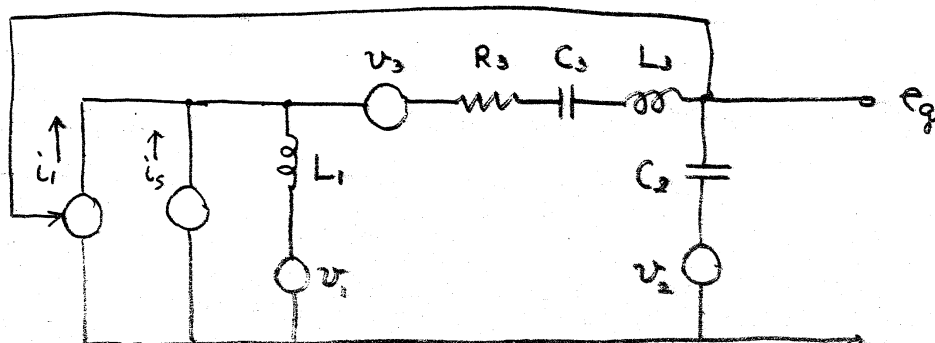 v₃ R₃ C₃ L₃
e_g
i₁ i_s L₁ C₂
v₁ v₂